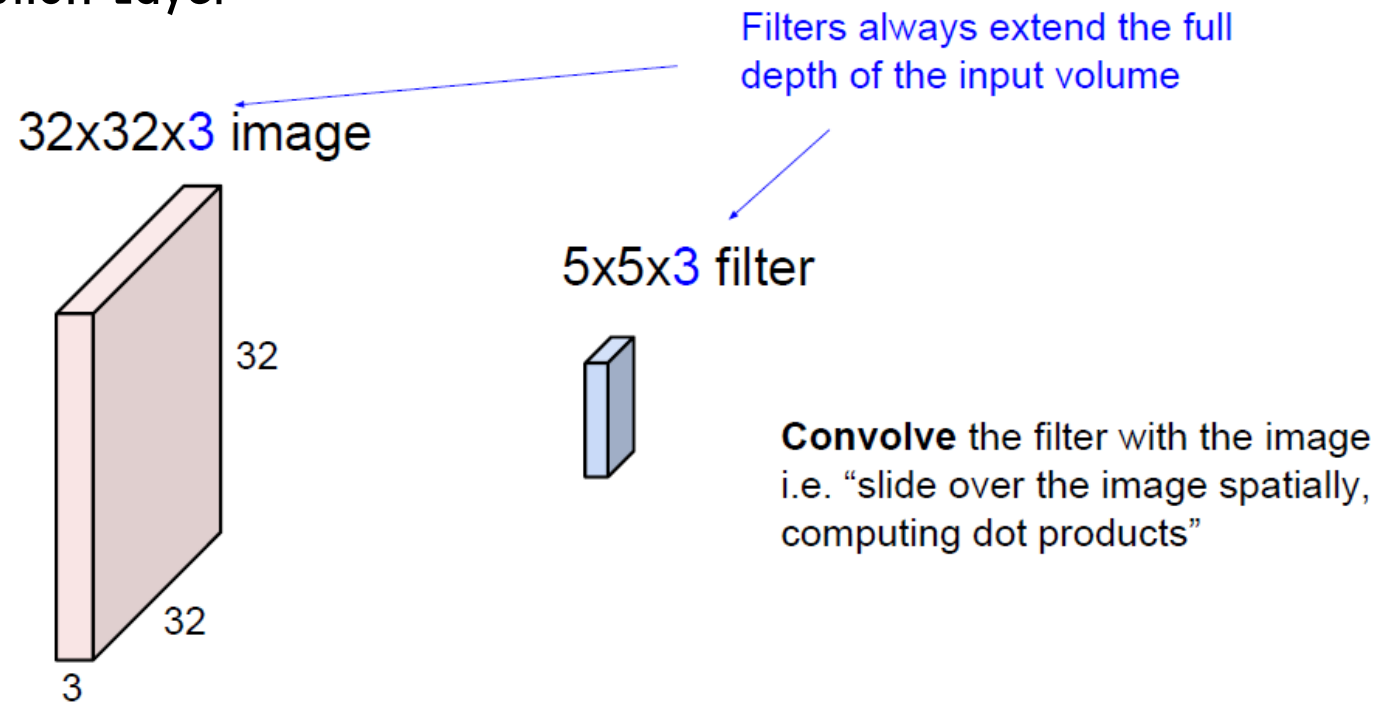 Layer
Filters always extend the full
depth of the input volume
32x32x3 image
5x5x3 filter
32
Convolve the filter with the image
i.e. “slide over the image spatially,
computing dot products”
32
3